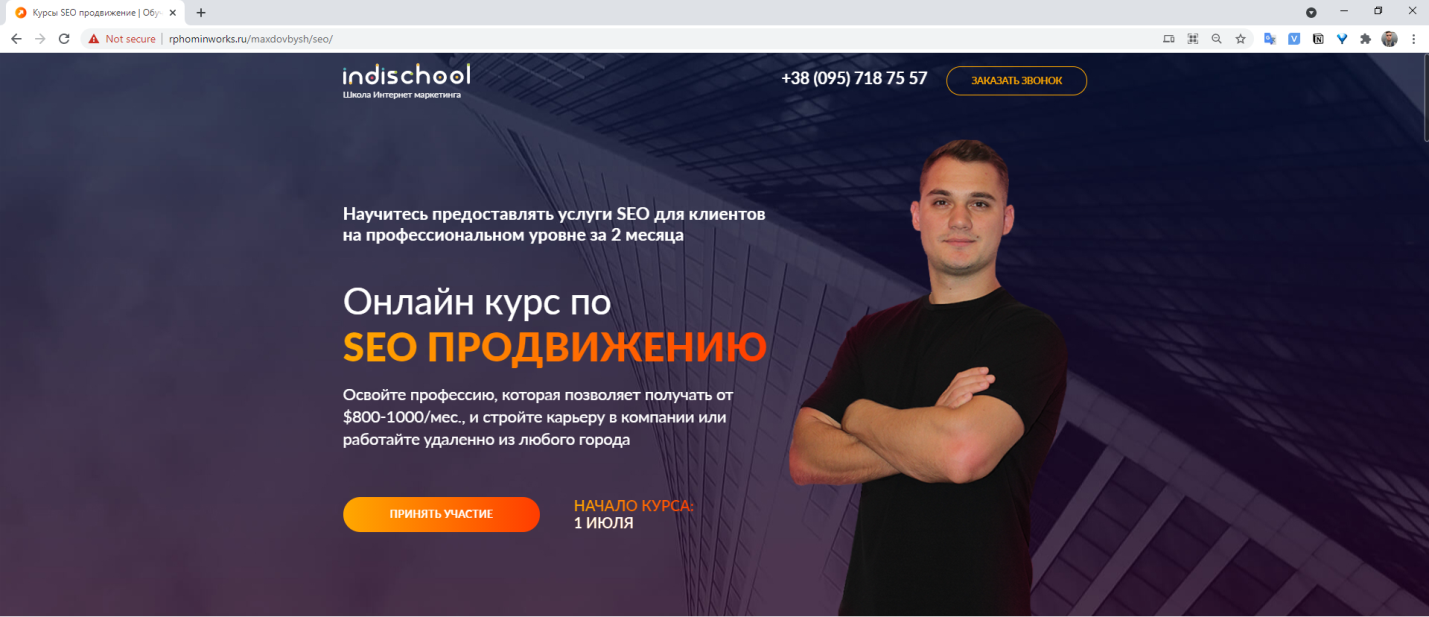 Курсы SEO продвижение | Обу
Not secure
rphominworks.ru/maxdovbysh/seo/
indischool
Школа Интернет маркетинга
+38 (095) 718 75 57
ЗАКАЗАТЬ ЗВОНОК
Научитесь предоставлять услуги SEO для клиентов
на профессиональном уровне за 2 месяца
Онлайн курс по
SEO ПРОДВИЖЕНИЮ
Освойте профессию, которая позволяет получать от
$800-1000/мес., и стройте карьеру в компании или
работайте удаленно из любого города
ПРИНЯТЬ УЧАСТИЕ
НАЧАЛО КУРСА:
1 ИЮЛЯ